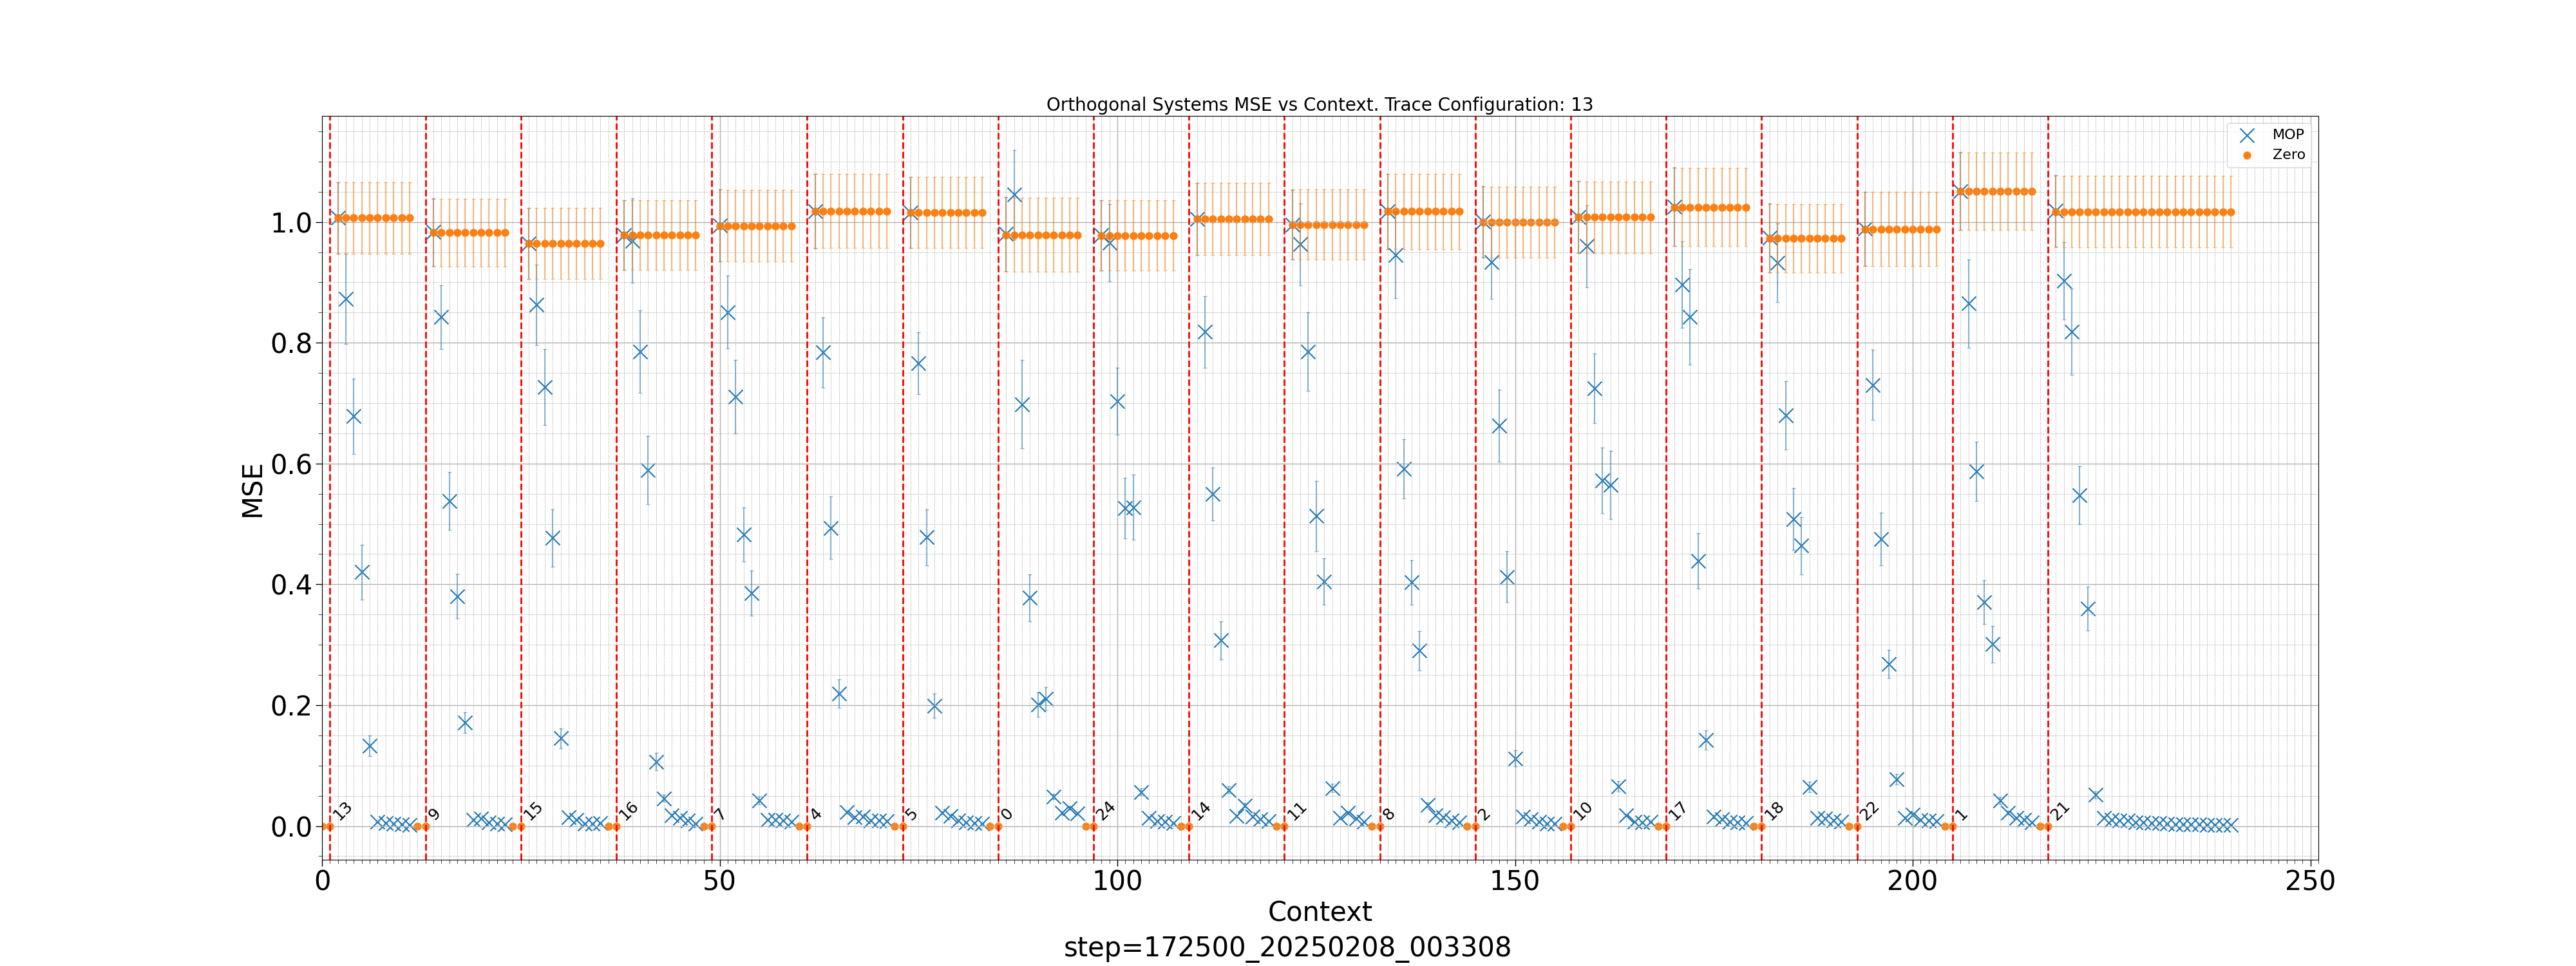 Orthogonal Systems MSE vs Context. Trace Configuration: 13
MOP
Zero
1.0
0.8
0.6
0.4
0.2
0.0
MSE
13 9 15 16 7 4 5 0 24 14 11 8 2 10 17 18 22 1 21
0 50 100 150 200 250
Context
step=172500_20250208_003308